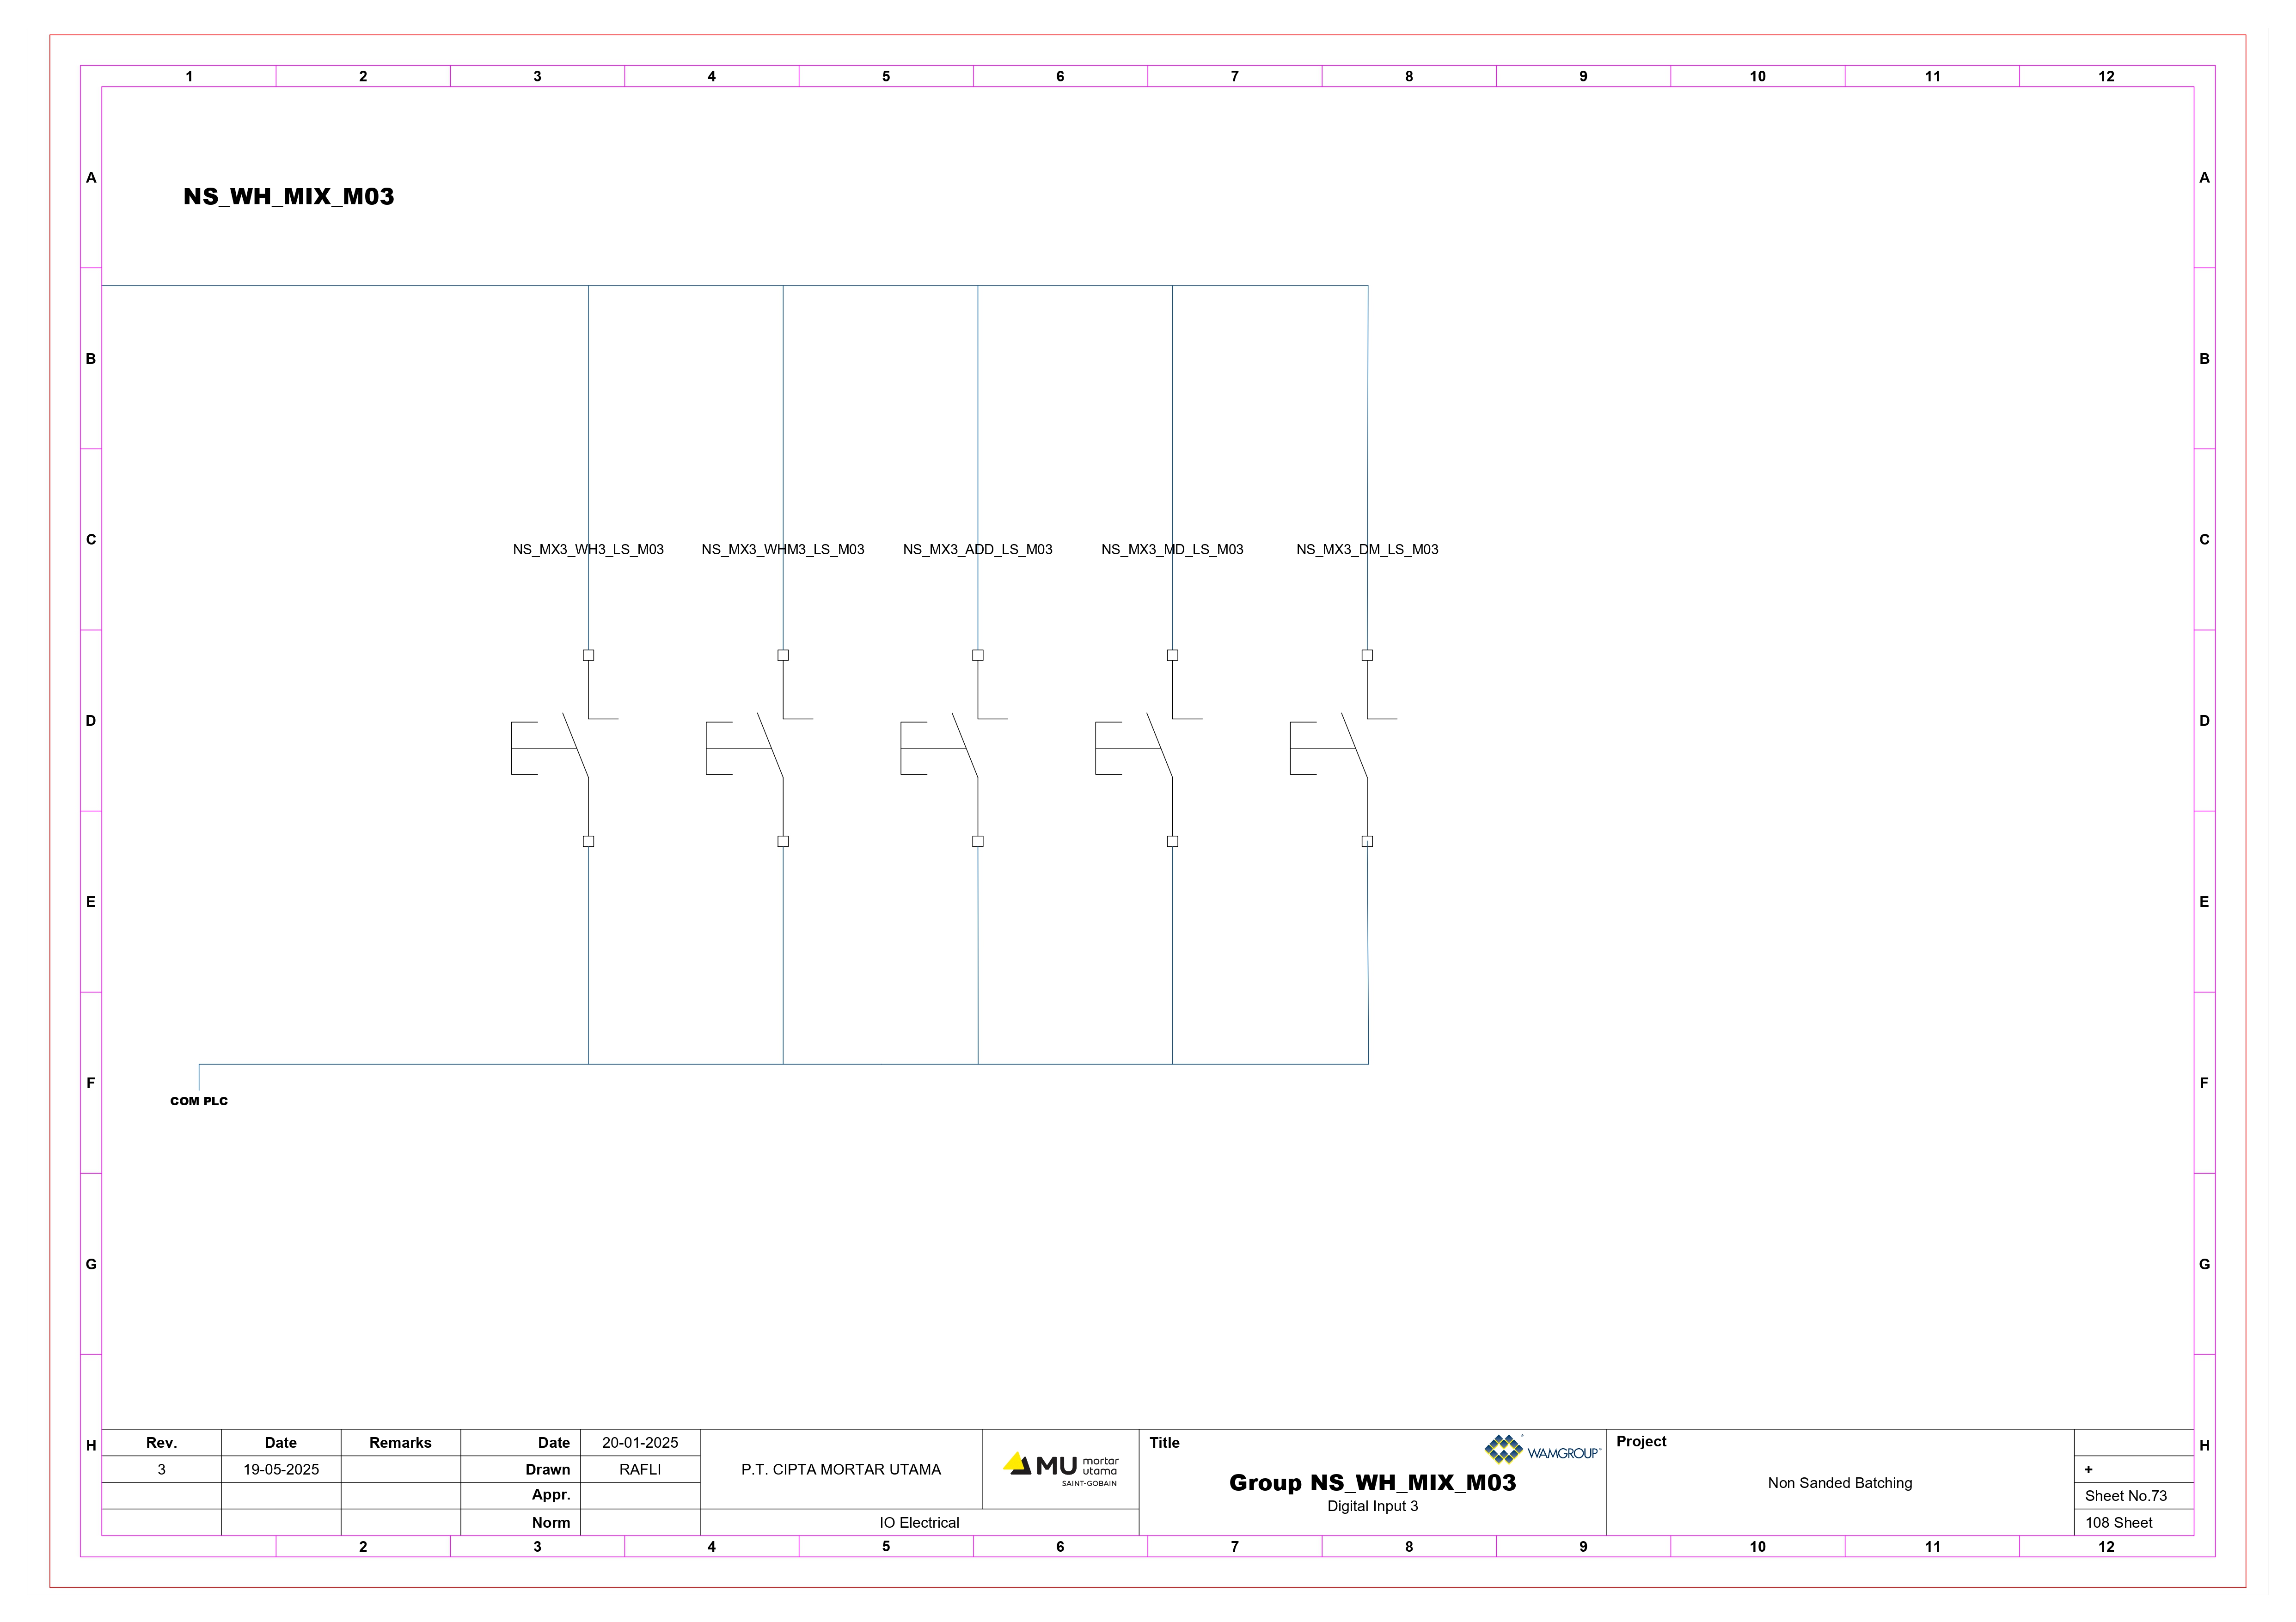 1 2 3 4 5 6 7 8 9 10 11 12
A A
NS_WH_MIX_M03
B B
C C
NS_MX3_WH3_LS_M03 NS_MX3_WHM3_LS_M03 NS_MX3_ADD_LS_M03 NS_MX3_MD_LS_M03 NS_MX3_DM_LS_M03
D D
E E
F F
COM PLC
G G
H H
Rev. Date Remarks Date 20-01-2025
3 19-05-2025 Drawn RAFLI
Appr.
Norm
P.T. CIPTA MORTAR UTAMA
MU mortar
utama
SAINT-GOBAIN
IO Electrical
Title
WAMGROUP
Group NS_WH_MIX_M03
Digital Input 3
Project
Non Sanded Batching
+
Sheet No.73
108 Sheet
2 3 4 5 6 7 8 9 10 11 12